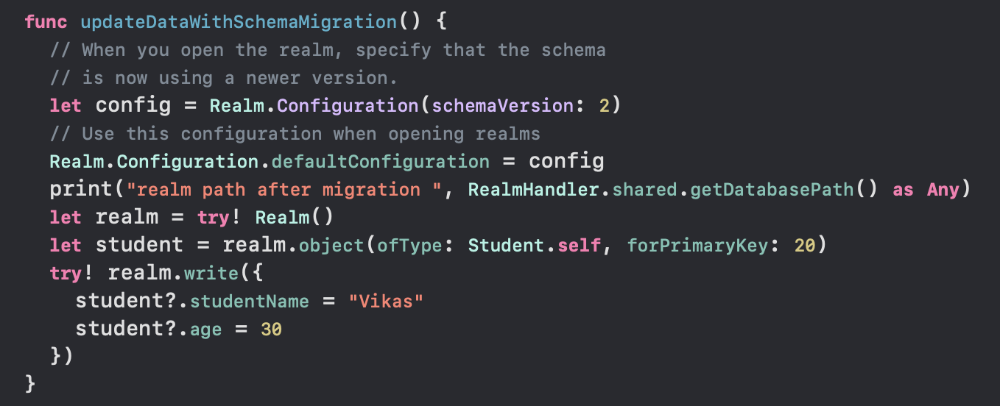 func updateDataWithSchemaMigration() {
// When you open the realm, specify that the schema
// is now using a newer version.
let config = Realm.Configuration(schemaVersion: 2)
// Use this configuration when opening realms
Realm.Configuration.defaultConfiguration = config
print("realm path after migration ", RealmHandler.shared.getDatabasePath() as Any)
let realm = try! Realm()
let student = realm.object(ofType: Student.self, forPrimaryKey: 20)
try! realm.write({
student?.studentName = "Vikas"
student?.age = 30
})
}